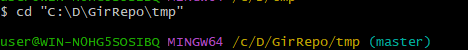 $ cd "C:\D\GirRepo\tmp"
user@WIN-NOHG5SOSIBQ MINGW64 /c/D/GirRepo/tmp (master)